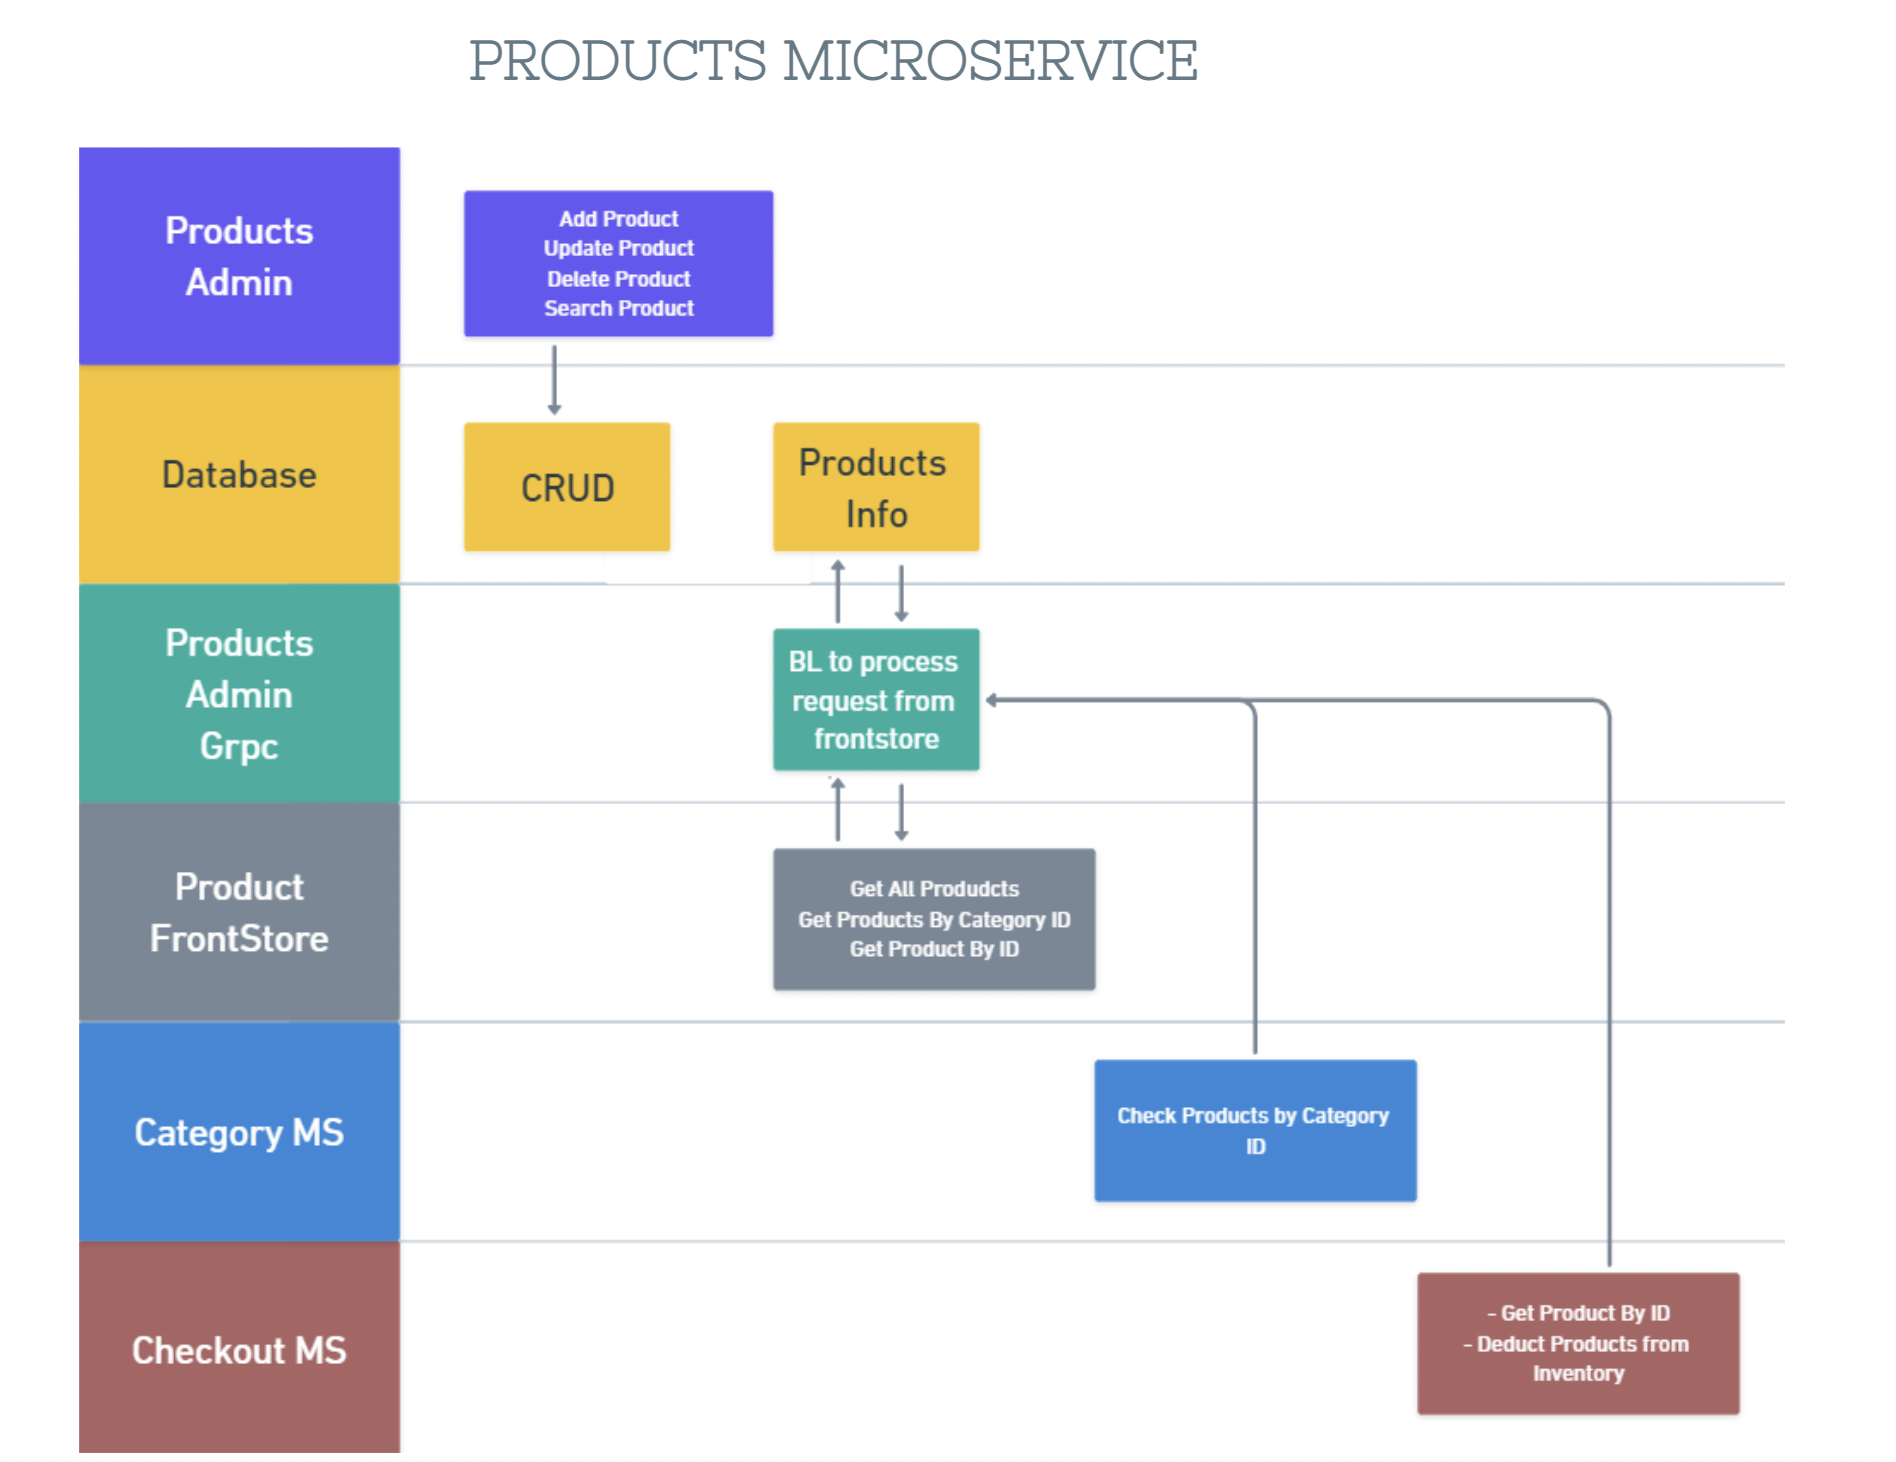 PRODUCTS MICROSERVICE
Products
Admin
Add Product
Update Product
Delete Product
Search Product
Database
CRUD
Products
Info
Products
Admin
Grpc
BL to process
request from
frontstore
Product
FrontStore
Get All Produdcts
Get Products By Category ID
Get Product By ID
Category MS
Check Products by Category
ID
Checkout MS
- Get Product By ID
- Deduct Products from
Inventory